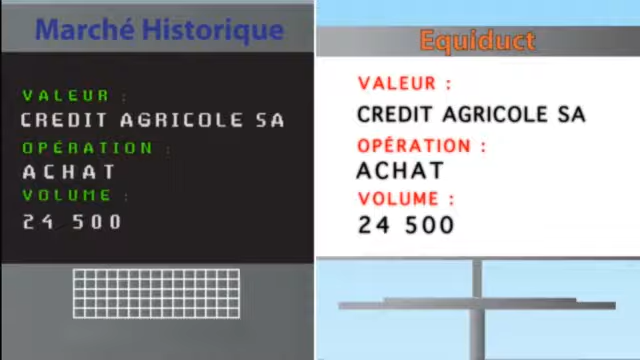 Marché Historique
VALEUR :
CREDIT AGRICOLE SA
OPÉRATION :
ACHAT
VOLUME :
24 500
Equiduct
VALEUR :
CREDIT AGRICOLE SA
OPÉRATION :
ACHAT
VOLUME :
24 500